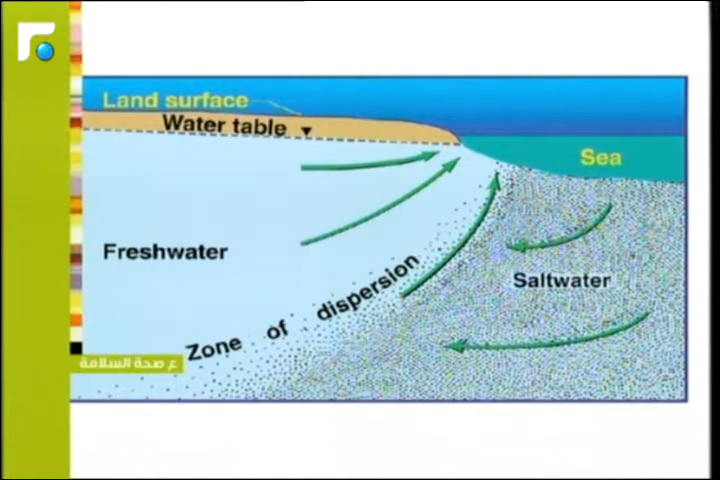 Land surface
Water table
Sea
Freshwater
Saltwater
Zone of dispersion
صحة السلامة